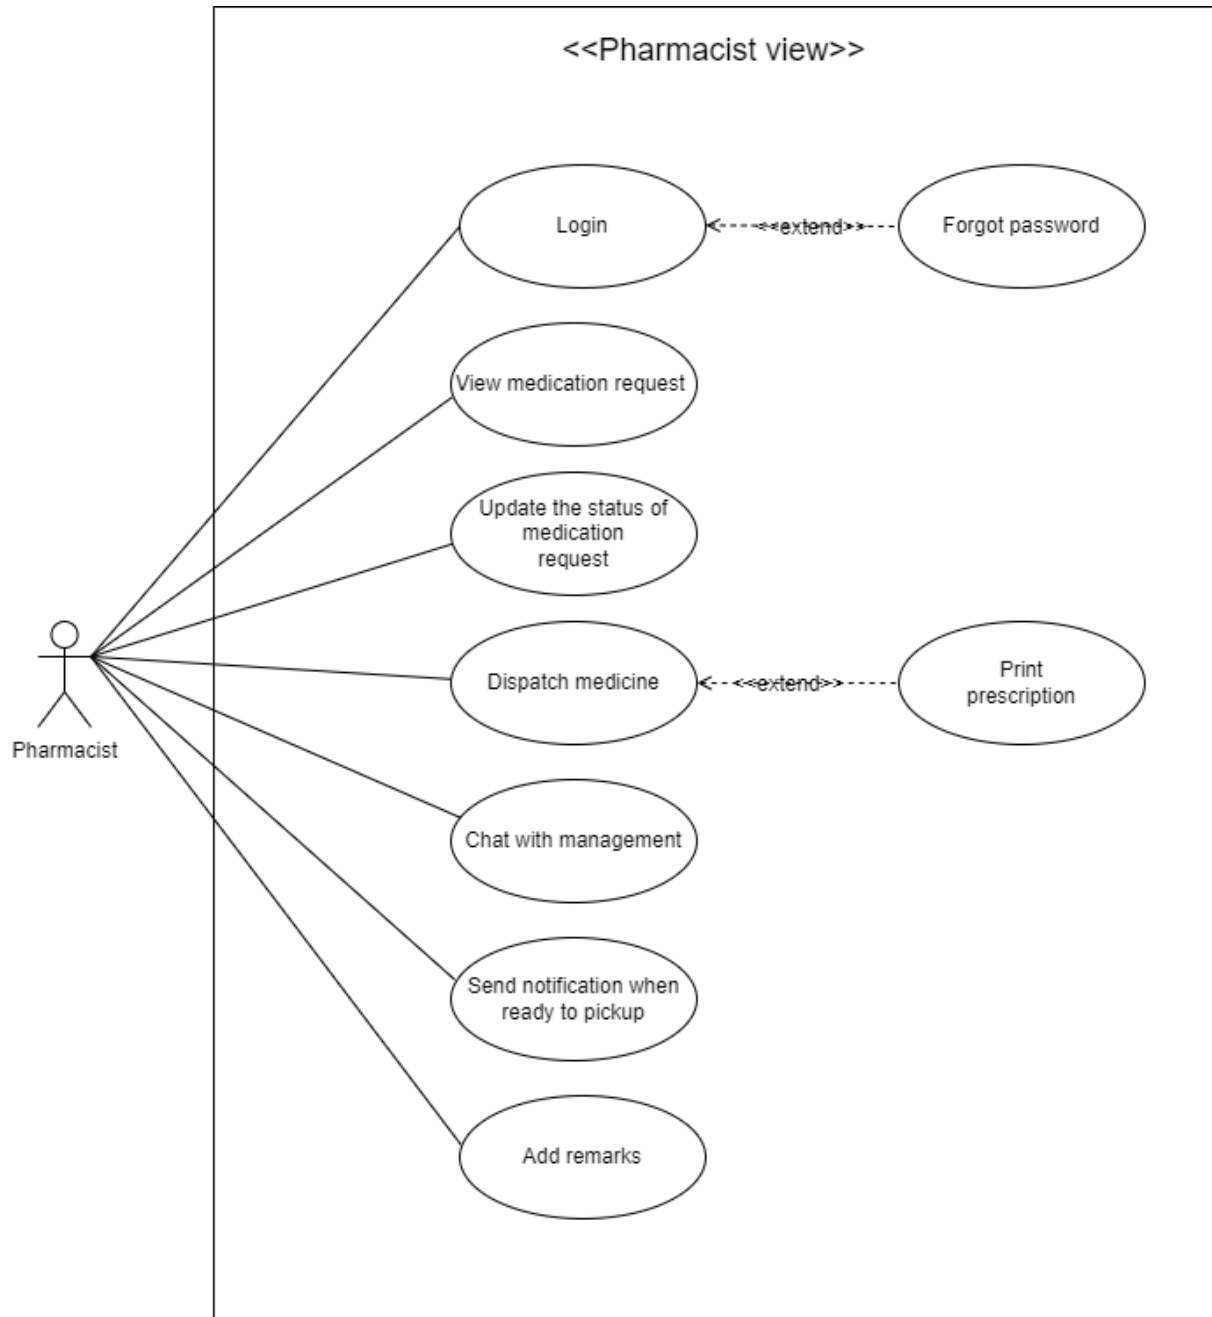 <<Pharmacist view>>
Login
<<extend>>
Forgot password
View medication request
Update the status of
medication
request
Pharmacist
Dispatch medicine
<<extend>>
Print
prescription
Chat with management
Send notification when
ready to pickup
Add remarks